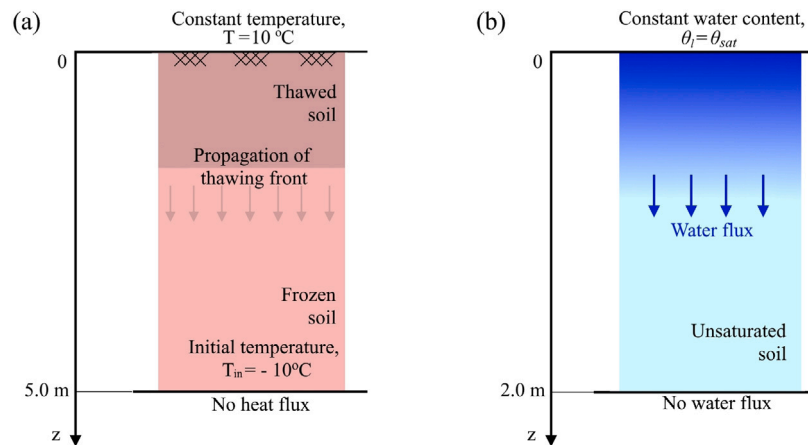 (a)
Constant temperature,
T = 10 °C
0
Thawed
soil
Propagation of
thawing front
Frozen
soil
Initial temperature,
Tin = - 10°C
5.0 m
No heat flux
z
(b)
Constant water content,
θl = θsat
0
Water flux
Unsaturated
soil
2.0 m
No water flux
z